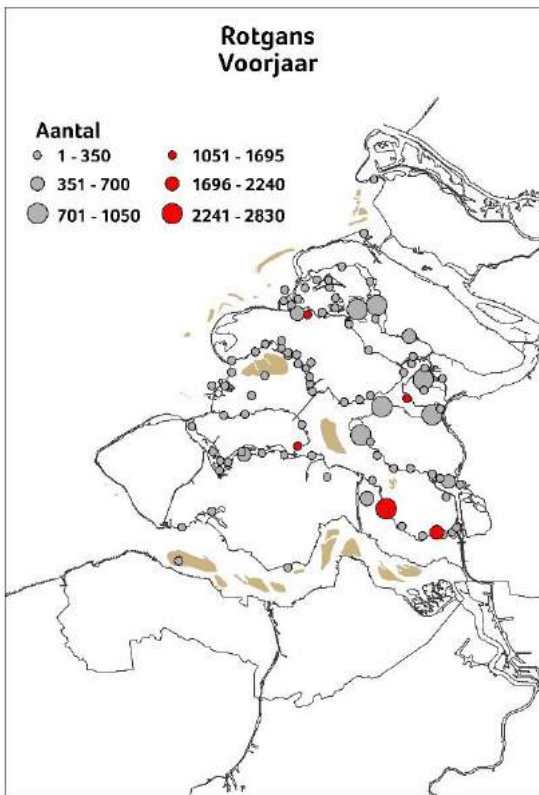 Rotgans
Voorjaar
Aantal
1 - 350
351 - 700
701 - 1050
1051 - 1695
1696 - 2240
2241 - 2830